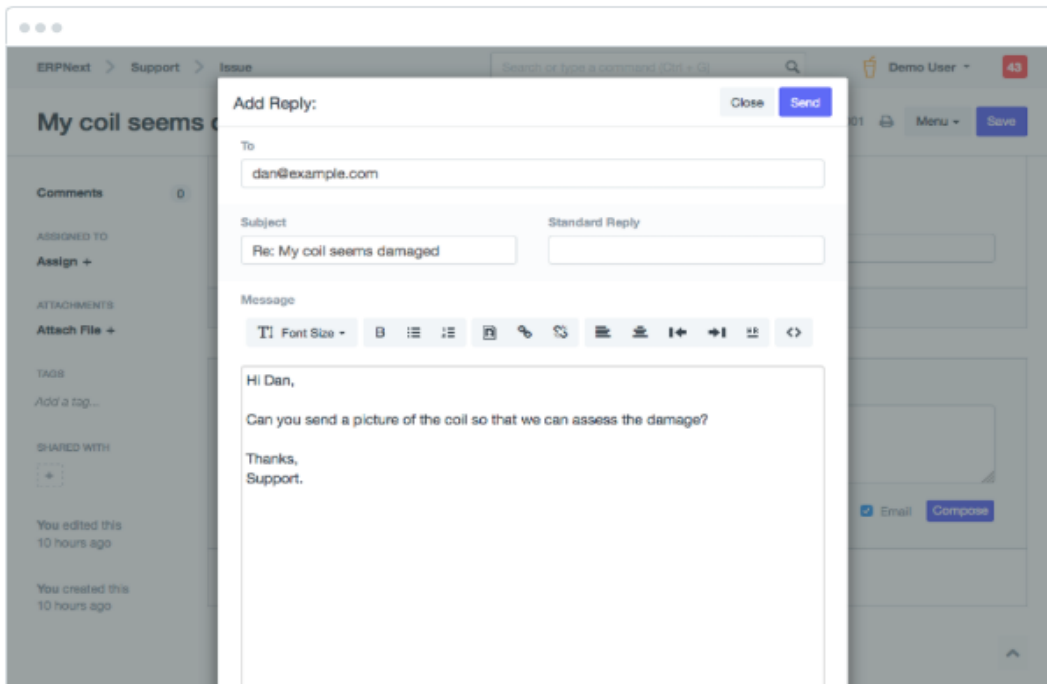 ERPNext > Support > Issue
Search or type a command (Ctrl + G)
Demo User
43
My coil seems
Add Reply:
Close
Send
01
Menu
Save
To
dan@example.com
Comments 0
Subject
Standard Reply
Re: My coil seems damaged
ASSIGNED TO
Assign +
Message
ATTACHMENTS
Attach File +
Font Size
B
Hi Dan,
TAGS
Add a tag...
Can you send a picture of the coil so that we can assess the damage?
SHARED WITH
+
Thanks,
Support.
Email
Compose
You edited this
10 hours ago
You created this
10 hours ago